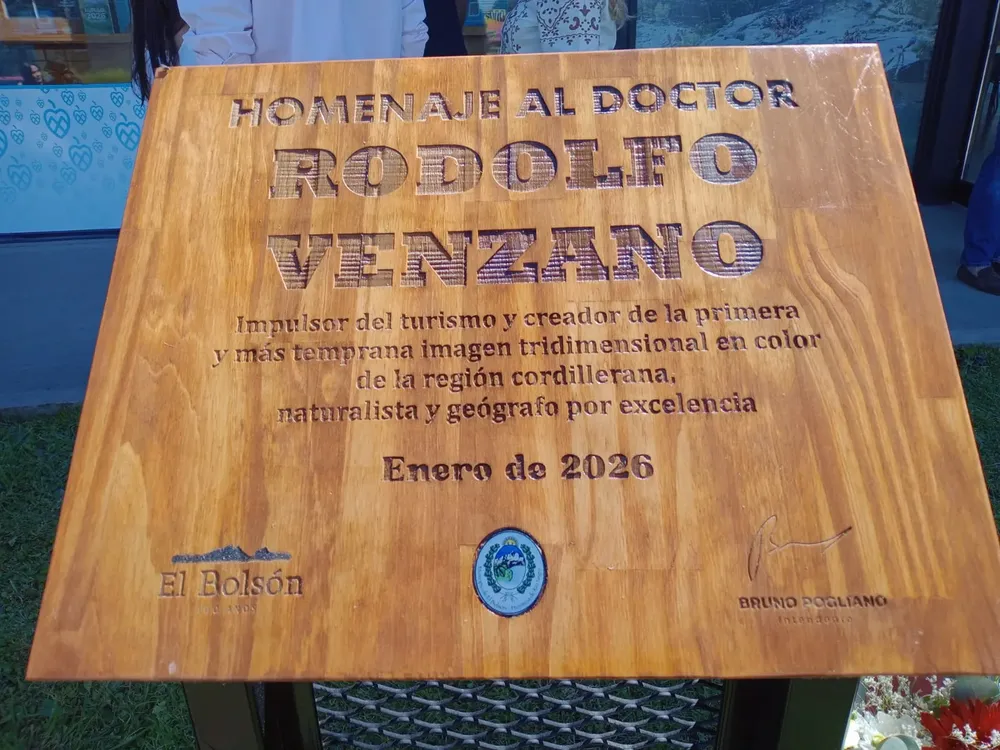 HOMENAJE AL DOCTOR
RODOLFO
VENZANO
Impulsor del turismo y creador de la primera
y más temprana imagen tridimensional en color
de la región cordillerana,
naturalista y geógrafo por excelencia
Enero de 2026
El Bolsón
BRUNO POGLIANO
Intendente